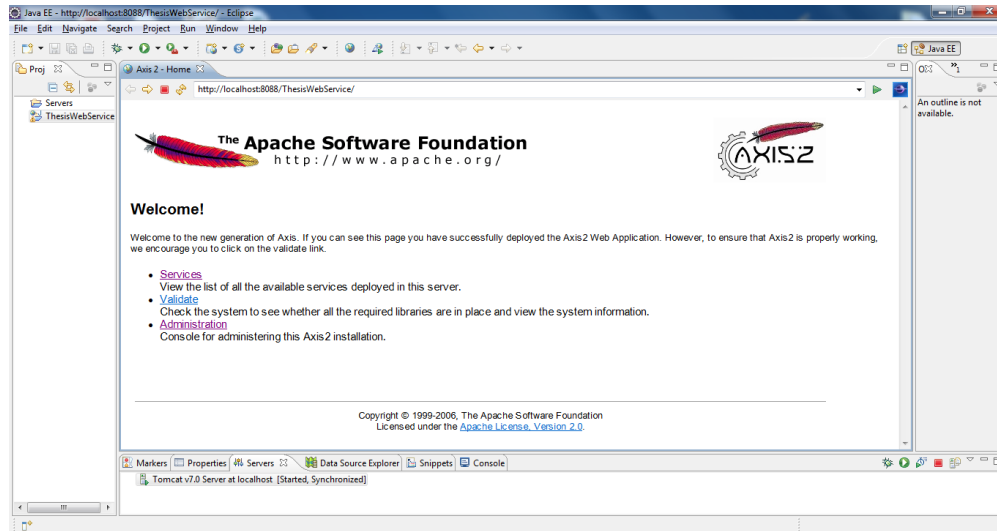 Java EE - http://localhost:8088/ThesisWebService/ - Eclipse
File Edit Navigate Search Project Run Window Help
Java EE
Proj
Axis 2 - Home
http://localhost:8088/ThesisWebService/
Servers
ThesisWebService
An outline is not
available.
The Apache Software Foundation
http://www.apache.org/
AXIS2
Welcome!
Welcome to the new generation of Axis. If you can see this page you have successfully deployed the Axis2 Web Application. However, to ensure that Axis2 is properly working,
we encourage you to click on the validate link.
Services
View the list of all the available services deployed in this server.
Validate
Check the system to see whether all the required libraries are in place and view the system information.
Administration
Console for administering this Axis2 installation.
Copyright © 1999-2006, The Apache Software Foundation
Licensed under the Apache License, Version 2.0.
Markers Properties Servers Data Source Explorer Snippets Console
Tomcat v7.0 Server at localhost [Started, Synchronized]